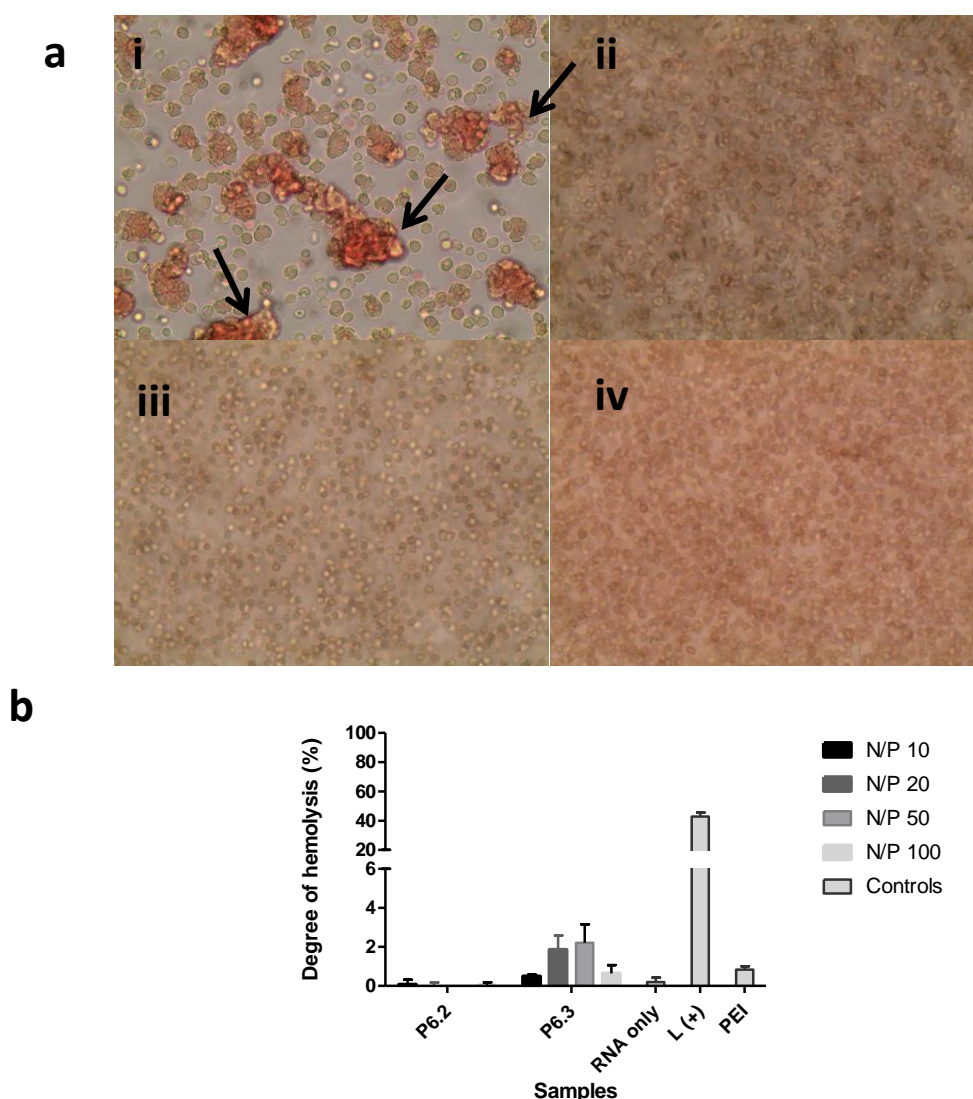 a
i
ii
iii
iv
b
Degree of hemolysis (%)
100
80
60
40
20
6
4
2
0
P6.2
P6.3
RNA only
L (+)
PEI
Samples
N/P 10
N/P 20
N/P 50
N/P 100
Controls